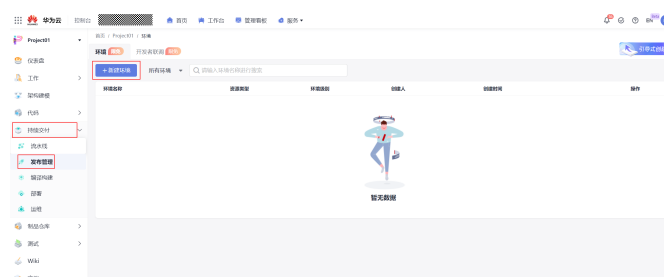 华为云 控制台 首页 工作台 管理看板 服务
Project01
首页 / Project01 / 环境
环境 开发者联调
仪表盘
+ 新建环境 所有环境 请输入环境名称进行搜索
工作
环境名称 资源类型 环境级别 创建人 创建时间 操作
架构建模
代码
持续交付
流水线
发布管理
编译构建
部署
运维
暂无数据
制品仓库
测试
Wiki